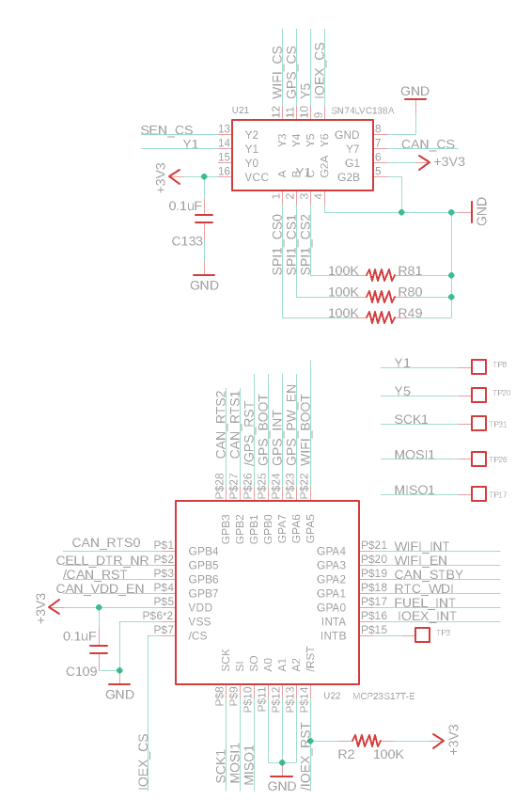 WIFI_CS
GPS_CS
Y5
IOEX_CS
GND
U21
12
11
10
9
SN74LVC138A
SEN_CS
13
Y2
Y3
Y4
Y5
Y6
GND
8
Y1
14
Y1
Y7
7
CAN_CS
15
Y0
G1
6
+3V3
+3V3
16
VCC
A
B
C
Y1
G2A
G2B
5
1
2
3
4
0.1uF
C133
GND
SPI1_CS0
SPI1_CS1
SPI1_CS2
GND
100K
R81
100K
R80
100K
R49
Y1
TP8
Y5
TP20
SCK1
TP31
MOSI1
TP26
MISO1
TP17
CAN_RTS2
CAN_RTS1
/GPS_RST
GPS_BOOT
GPS_INT
GPS_PW_EN
WIFI_BOOT
P$28
P$27
P$26
P$25
P$24
P$23
P$22
GPB3
GPB2
GPB1
GPB0
GPA7
GPA6
GPA5
CAN_RTS0
P$1
GPB4
GPA4
P$21
WIFI_INT
CELL_DTR_NR
P$2
GPB5
GPA3
P$20
WIFI_EN
/CAN_RST
P$3
GPB6
GPA2
P$19
CAN_STBY
CAN_VDD_EN
P$4
GPB7
GPA1
P$18
RTC_WDI
+3V3
P$5
VDD
GPA0
P$17
FUEL_INT
P$6*2
VSS
INTA
P$16
IOEX_INT
P$7
/CS
INTB
P$15
TP3
0.1uF
C109
GND
SCK
SI
SO
A0
A1
A2
/RST
P$8
P$9
P$10
P$11
P$12
P$13
P$14
U22
MCP23S17T-E
IOEX_CS
SCK1
MOSI1
MISO1
GND
/IOEX_RST
R2
100K
+3V3